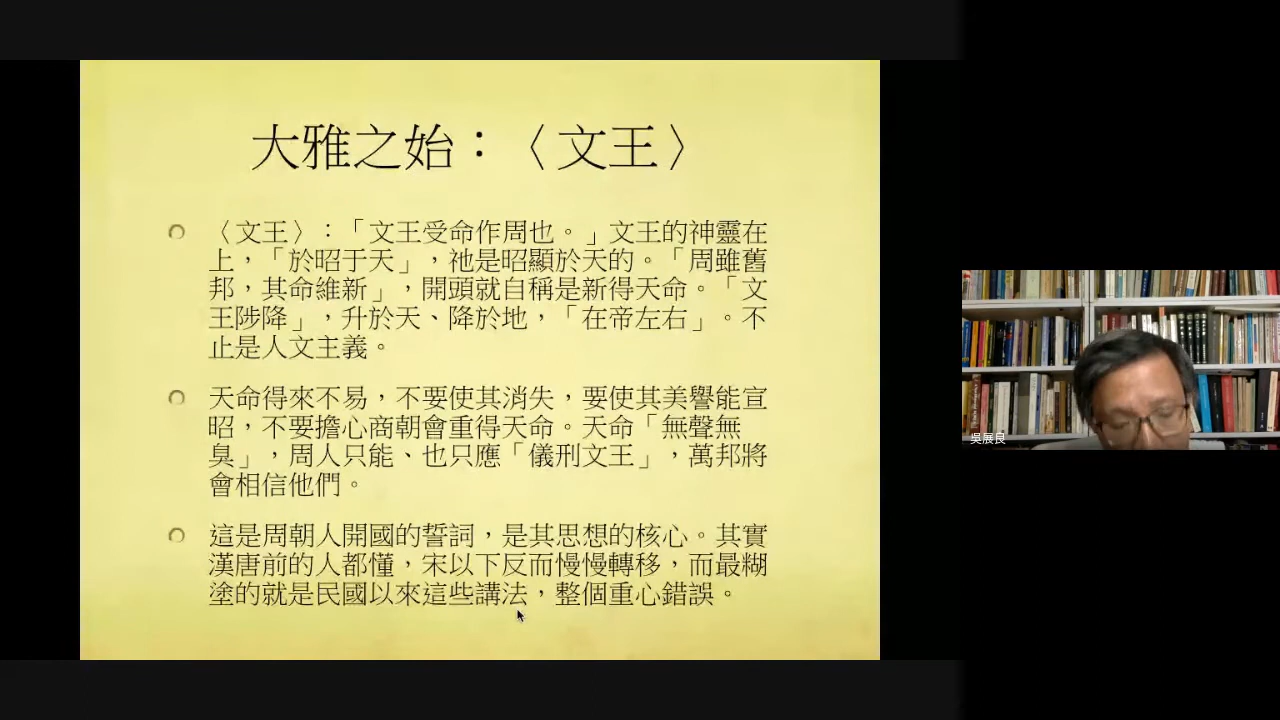 大雅之始：〈文王〉
〈文王〉：「文王受命作周也。」文王的神靈在
上，「於昭于天」，祂是昭顯於天的。「周雖舊
邦，其命維新」，開頭就自稱是新得天命。「文
王陟降」，升於天、降於地，「在帝左右」。不
止是人文主義。
天命得來不易，不要使其消失，要使其美譽能宣
昭，不要擔心商朝會重得天命。天命「無聲無
臭」，周人只能、也只應「儀刑文王」，萬邦將
會相信他們。
這是周朝人開國的誓詞，是其思想的核心。其實
漢唐前的人都懂，宋以下反而慢慢轉移，而最糊
塗的就是民國以來這些講法，整個重心錯誤。
吳展良